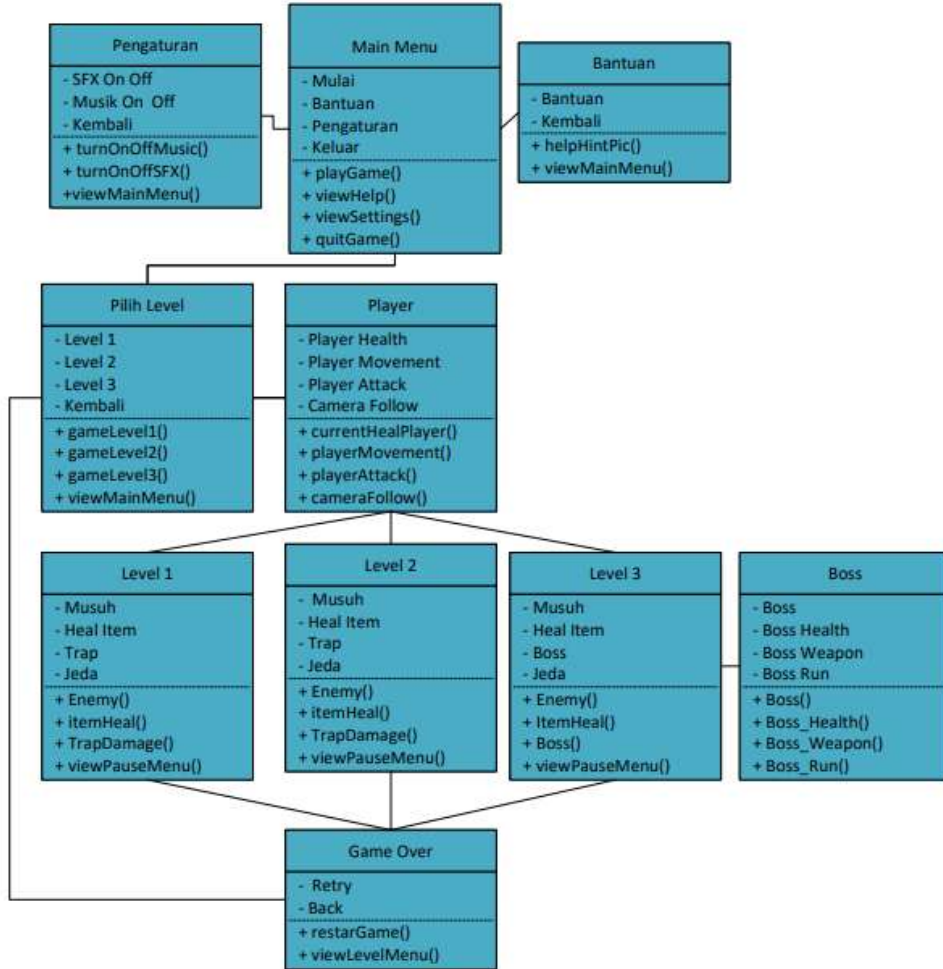 Pengaturan
- SFX On Off
- Musik On  Off
- Kembali
+ turnOnOffMusic()
+ turnOnOffSFX()
+viewMainMenu()
Main Menu
- Mulai
- Bantuan
- Pengaturan
- Keluar
+ playGame()
+ viewHelp()
+ viewSettings()
+ quitGame()
Bantuan
- Bantuan
- Kembali
+ helpHintPic()
+ viewMainMenu()
Pilih Level
- Level 1
- Level 2
- Level 3
- Kembali
+ gameLevel1()
+ gameLevel2()
+ gameLevel3()
+ viewMainMenu()
Player
- Player Health
- Player Movement
- Player Attack
- Camera Follow
+ currentHealPlayer()
+ playerMovement()
+ playerAttack()
+ cameraFollow()
Level 1
- Musuh
- Heal Item
- Trap
- Jeda
+ Enemy()
+ itemHeal()
+ TrapDamage()
+ viewPauseMenu()
Level 2
- Musuh
- Heal Item
- Trap
- Jeda
+ Enemy()
+ itemHeal()
+ TrapDamage()
+ viewPauseMenu()
Level 3
- Musuh
- Heal Item
- Boss
- Jeda
+ Enemy()
+ ItemHeal()
+ Boss()
+ viewPauseMenu()
Boss
- Boss
- Boss Health
- Boss Weapon
- Boss Run
+ Boss()
+ Boss_Health()
+ Boss_Weapon()
+ Boss_Run()
Game Over
- Retry
- Back
+ restarGame()
+ viewLevelMenu()